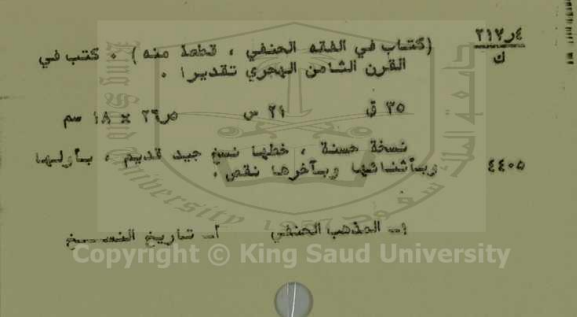 ٢١٧٫٤
ك
(كتاب في الفقه الحنفي ، قطعة منه) . كتب في
القرن الثامن الهجري تقديرا .
٣٥ ق ٢١ س ٢٦٫٥ × ١٨ سم
٤٤٠٥ نسخة حسنة ، خطها نسخ جيد قديم ، بأولها
وبأثنائها وبآخرها نقص .
١- المذهب الحنفي أ- تاريخ النسخ
Copyright © King Saud University